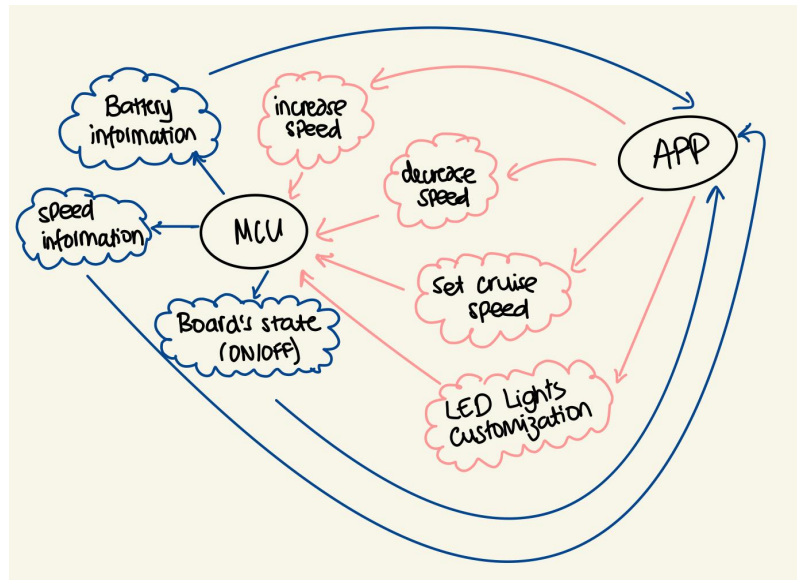 Battery
information
increase
speed
APP
decrease
speed
speed
information
MCU
Set cruise
speed
Board's state
(ON/OFF)
LED Lights
Customization